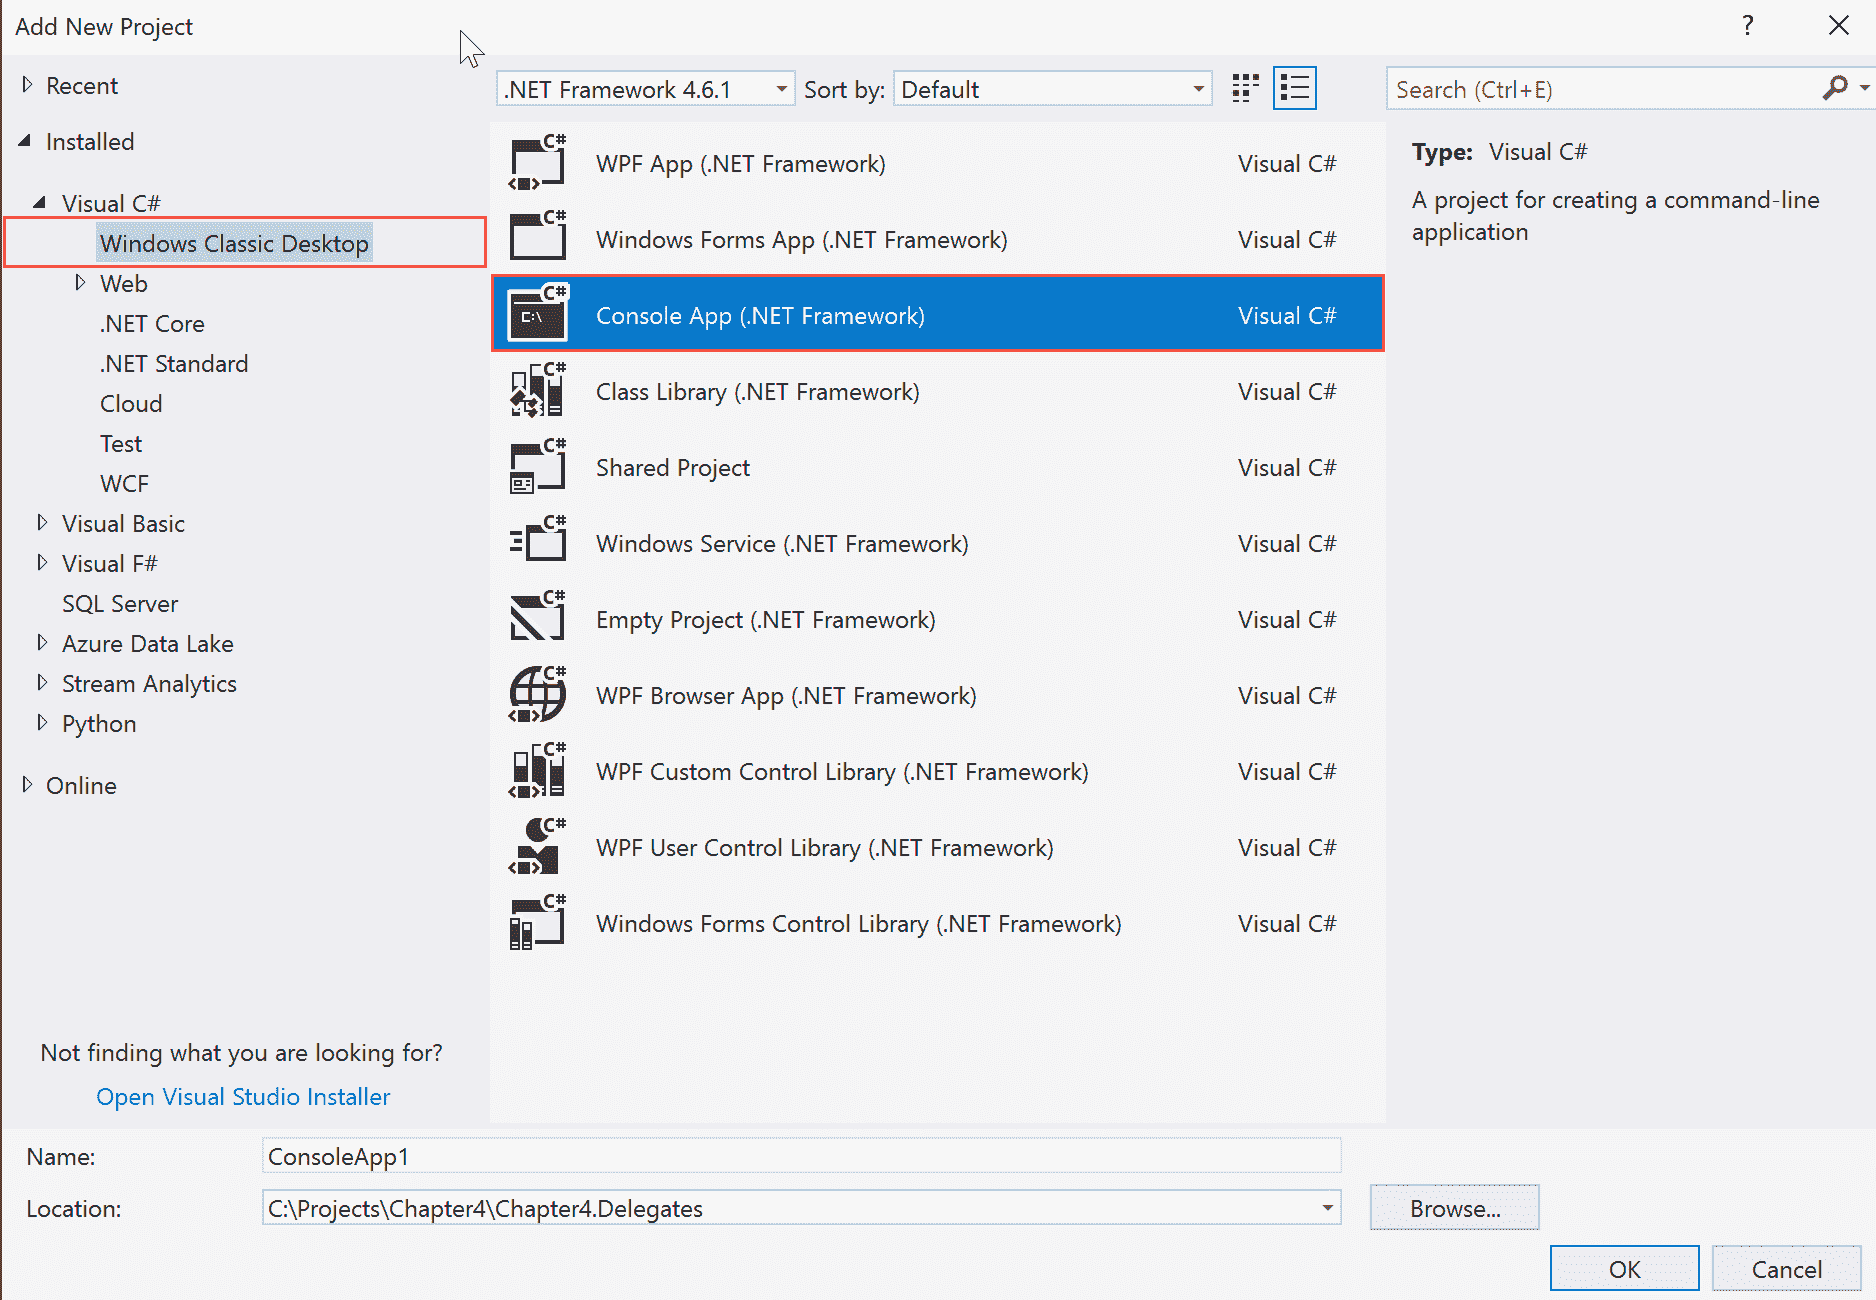 Add New Project
?
Recent
Installed
Visual C#
Windows Classic Desktop
Web
.NET Core
.NET Standard
Cloud
Test
WCF
Visual Basic
Visual F#
SQL Server
Azure Data Lake
Stream Analytics
Python
Online
Not finding what you are looking for?
Open Visual Studio Installer
.NET Framework 4.6.1 Sort by: Default
C# WPF App (.NET Framework) Visual C#
C# Windows Forms App (.NET Framework) Visual C#
C# C:\ Console App (.NET Framework) Visual C#
C# Class Library (.NET Framework) Visual C#
C# Shared Project Visual C#
C# Windows Service (.NET Framework) Visual C#
C# Empty Project (.NET Framework) Visual C#
C# WPF Browser App (.NET Framework) Visual C#
C# WPF Custom Control Library (.NET Framework) Visual C#
C# WPF User Control Library (.NET Framework) Visual C#
C# Windows Forms Control Library (.NET Framework) Visual C#
Search (Ctrl+E)
Type: Visual C#
A project for creating a command-line
application
Name: ConsoleApp1
Location: C:\Projects\Chapter4\Chapter4.Delegates Browse...
OK Cancel